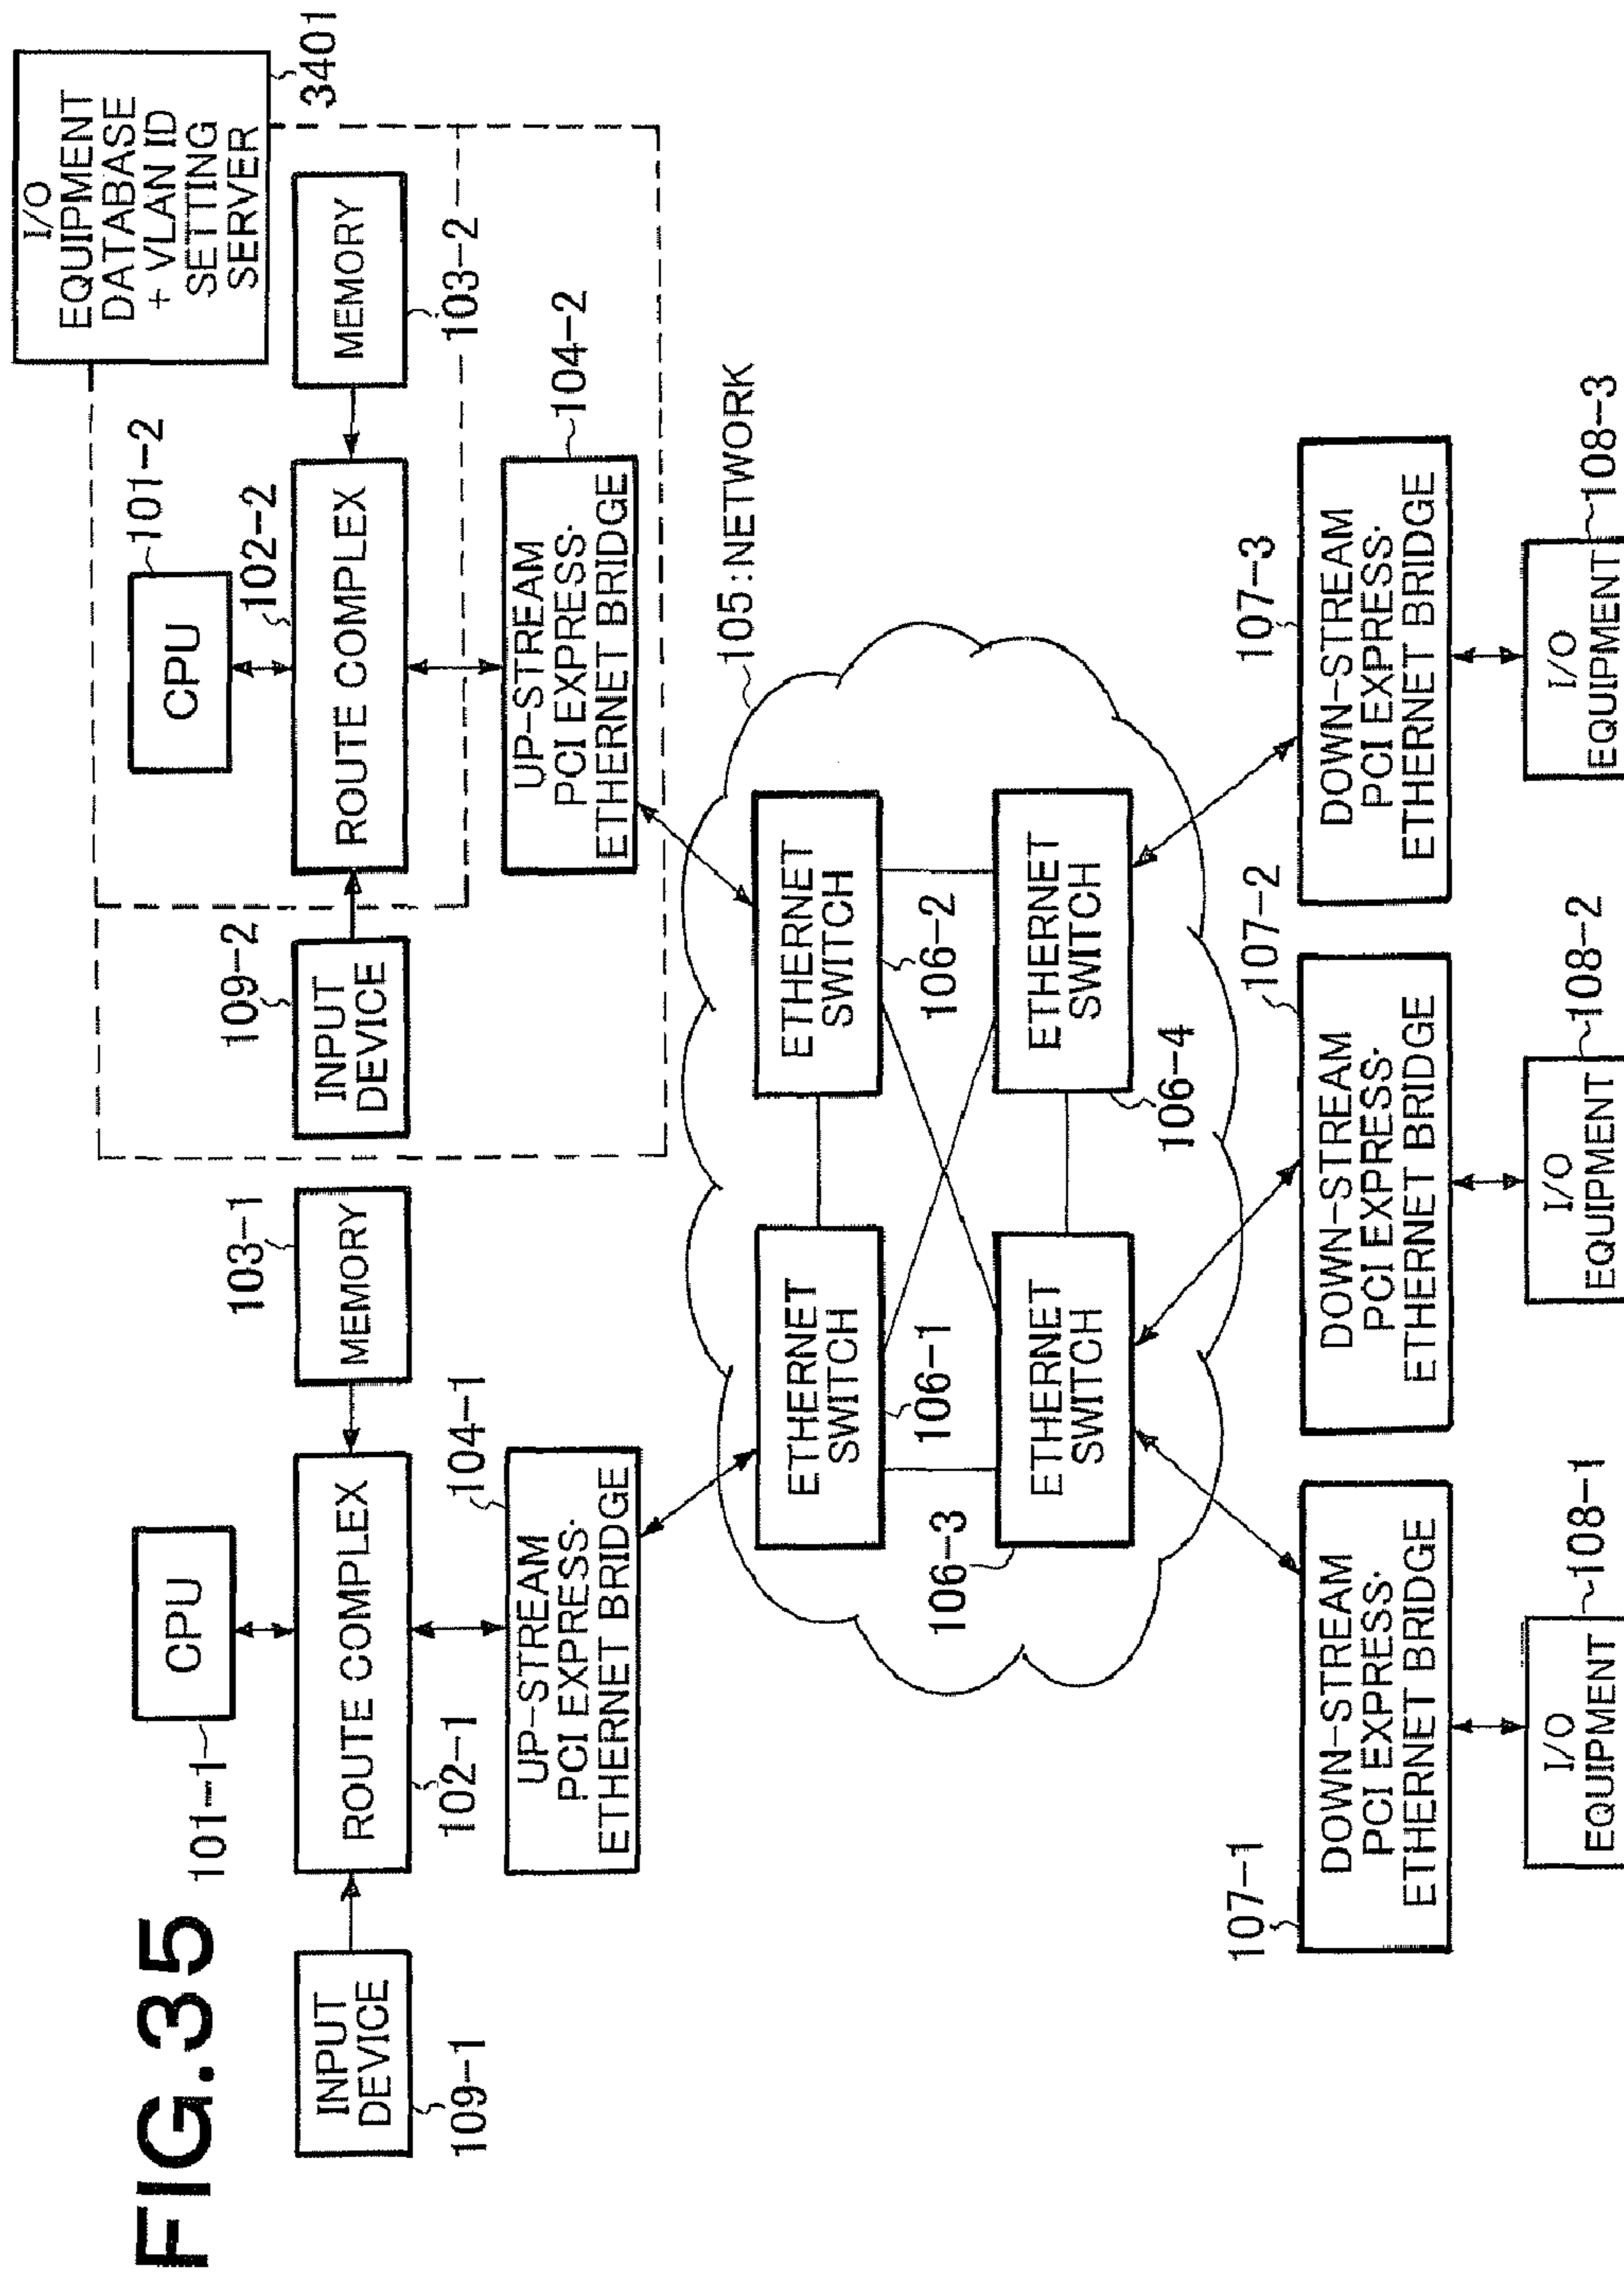 FIG.35
I/O
EQUIPMENT
DATABASE
+ VLAN ID
SETTING
SERVER
3401
101-1
CPU
CPU
101-2
109-1
INPUT
DEVICE
102-1
ROUTE COMPLEX
MEMORY
103-1
109-2
INPUT
DEVICE
102-2
ROUTE COMPLEX
MEMORY
103-2
UP-STREAM
PCI EXPRESS·
ETHERNET BRIDGE
104-1
UP-STREAM
PCI EXPRESS·
ETHERNET BRIDGE
104-2
105:NETWORK
ETHERNET
SWITCH
106-1
ETHERNET
SWITCH
106-2
106-3
ETHERNET
SWITCH
ETHERNET
SWITCH
106-4
107-1
DOWN-STREAM
PCI EXPRESS·
ETHERNET BRIDGE
107-2
DOWN-STREAM
PCI EXPRESS·
ETHERNET BRIDGE
107-3
DOWN-STREAM
PCI EXPRESS·
ETHERNET BRIDGE
I/O
EQUIPMENT
108-1
I/O
EQUIPMENT
108-2
I/O
EQUIPMENT
108-3